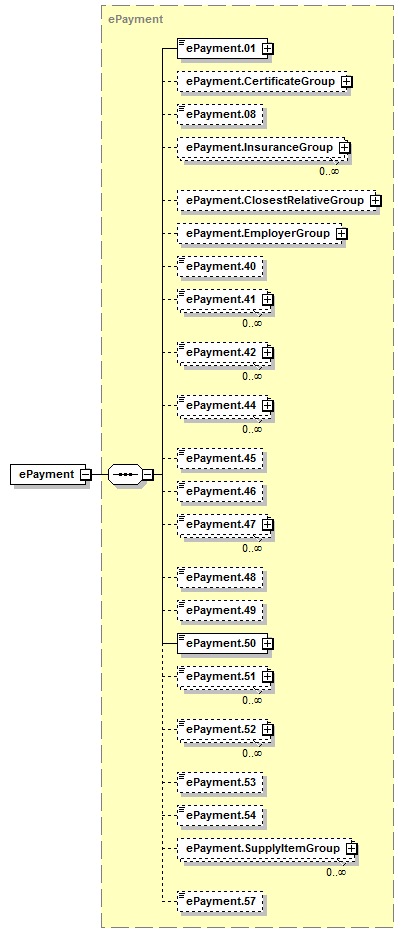 ePayment
ePayment.01
ePayment.CertificateGroup
ePayment.08
ePayment.InsuranceGroup
0..∞
ePayment.ClosestRelativeGroup
ePayment.EmployerGroup
ePayment.40
ePayment.41
0..∞
ePayment.42
0..∞
ePayment.44
0..∞
ePayment.45
ePayment
ePayment.46
ePayment.47
0..∞
ePayment.48
ePayment.49
ePayment.50
ePayment.51
0..∞
ePayment.52
0..∞
ePayment.53
ePayment.54
ePayment.SupplyItemGroup
0..∞
ePayment.57